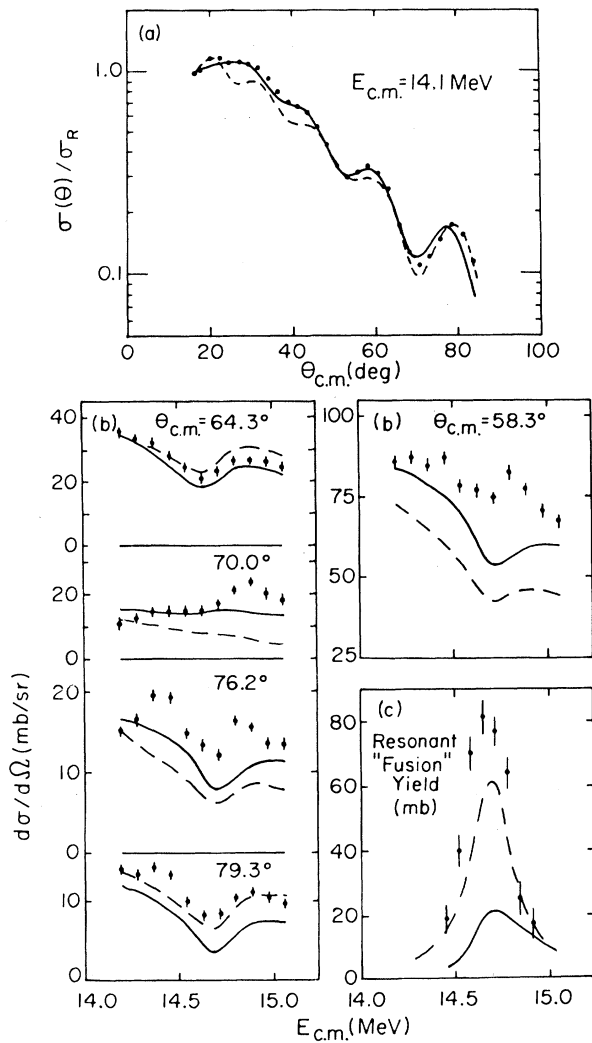 (a)
E_c.m. = 14.1 MeV
σ(θ)/σ_R
1.0
0.1
0 20 40 60 80 100
θ_c.m.(deg)
(b) θ_c.m. = 64.3°
40
20
0
70.0°
20
0
76.2°
20
10
0
79.3°
10
0
14.0 14.5 15.0
dσ/dΩ (mb/sr)
(b) θ_c.m. = 58.3°
100
75
50
25
(c)
Resonant
"Fusion"
Yield
(mb)
80
60
40
20
0
14.0 14.5 15.0
E_c.m. (MeV)